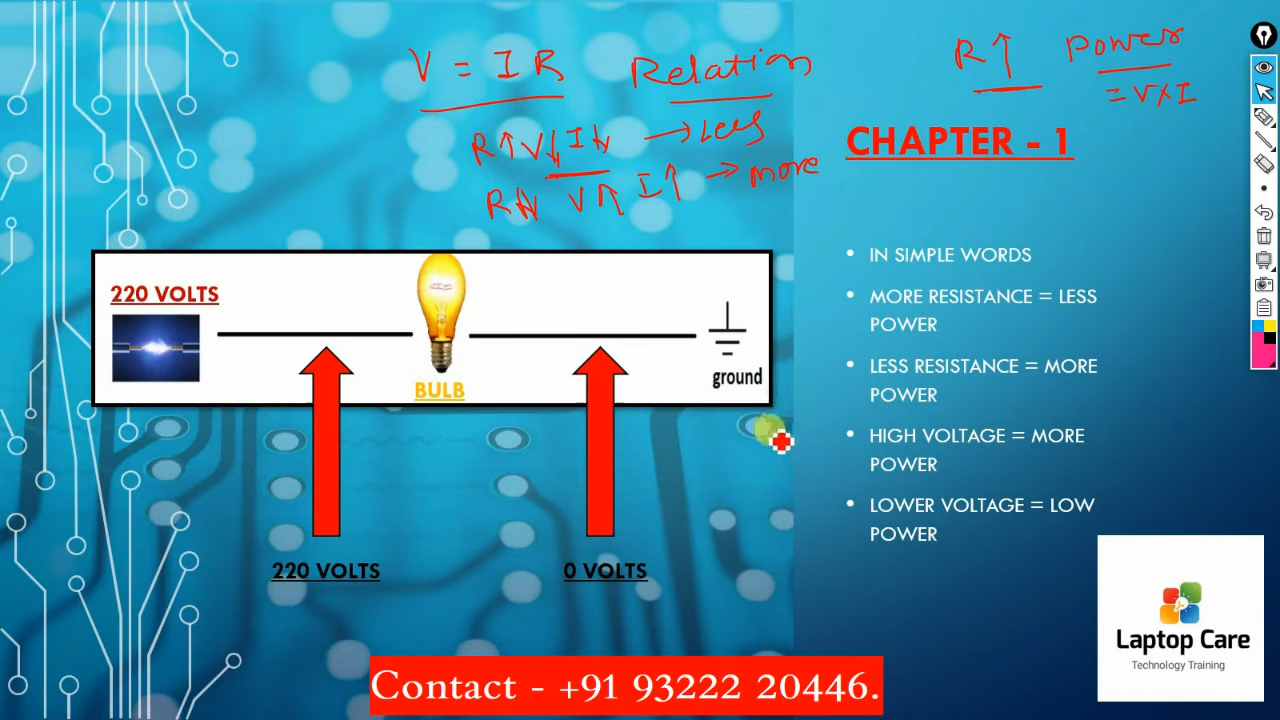 V = I R Relation
R↑ V↓ I↓ → Less
R↓ V↑ I↑ → more
R↑ Power
= V×I
CHAPTER - 1
IN SIMPLE WORDS
MORE RESISTANCE = LESS
POWER
LESS RESISTANCE = MORE
POWER
HIGH VOLTAGE = MORE
POWER
LOWER VOLTAGE = LOW
POWER
220 VOLTS
BULB
ground
220 VOLTS
0 VOLTS
Laptop Care
Technology Training
Contact - +91 93222 20446.